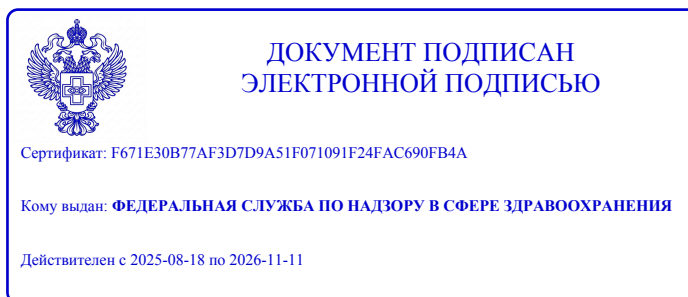 ДОКУМЕНТ ПОДПИСАН
ЭЛЕКТРОННОЙ ПОДПИСЬЮ
Сертификат: F671E30B77AF3D7D9A51F071091F24FAC690FB4A
Кому выдан: ФЕДЕРАЛЬНАЯ СЛУЖБА ПО НАДЗОРУ В СФЕРЕ ЗДРАВООХРАНЕНИЯ
Действителен с 2025-08-18 по 2026-11-11